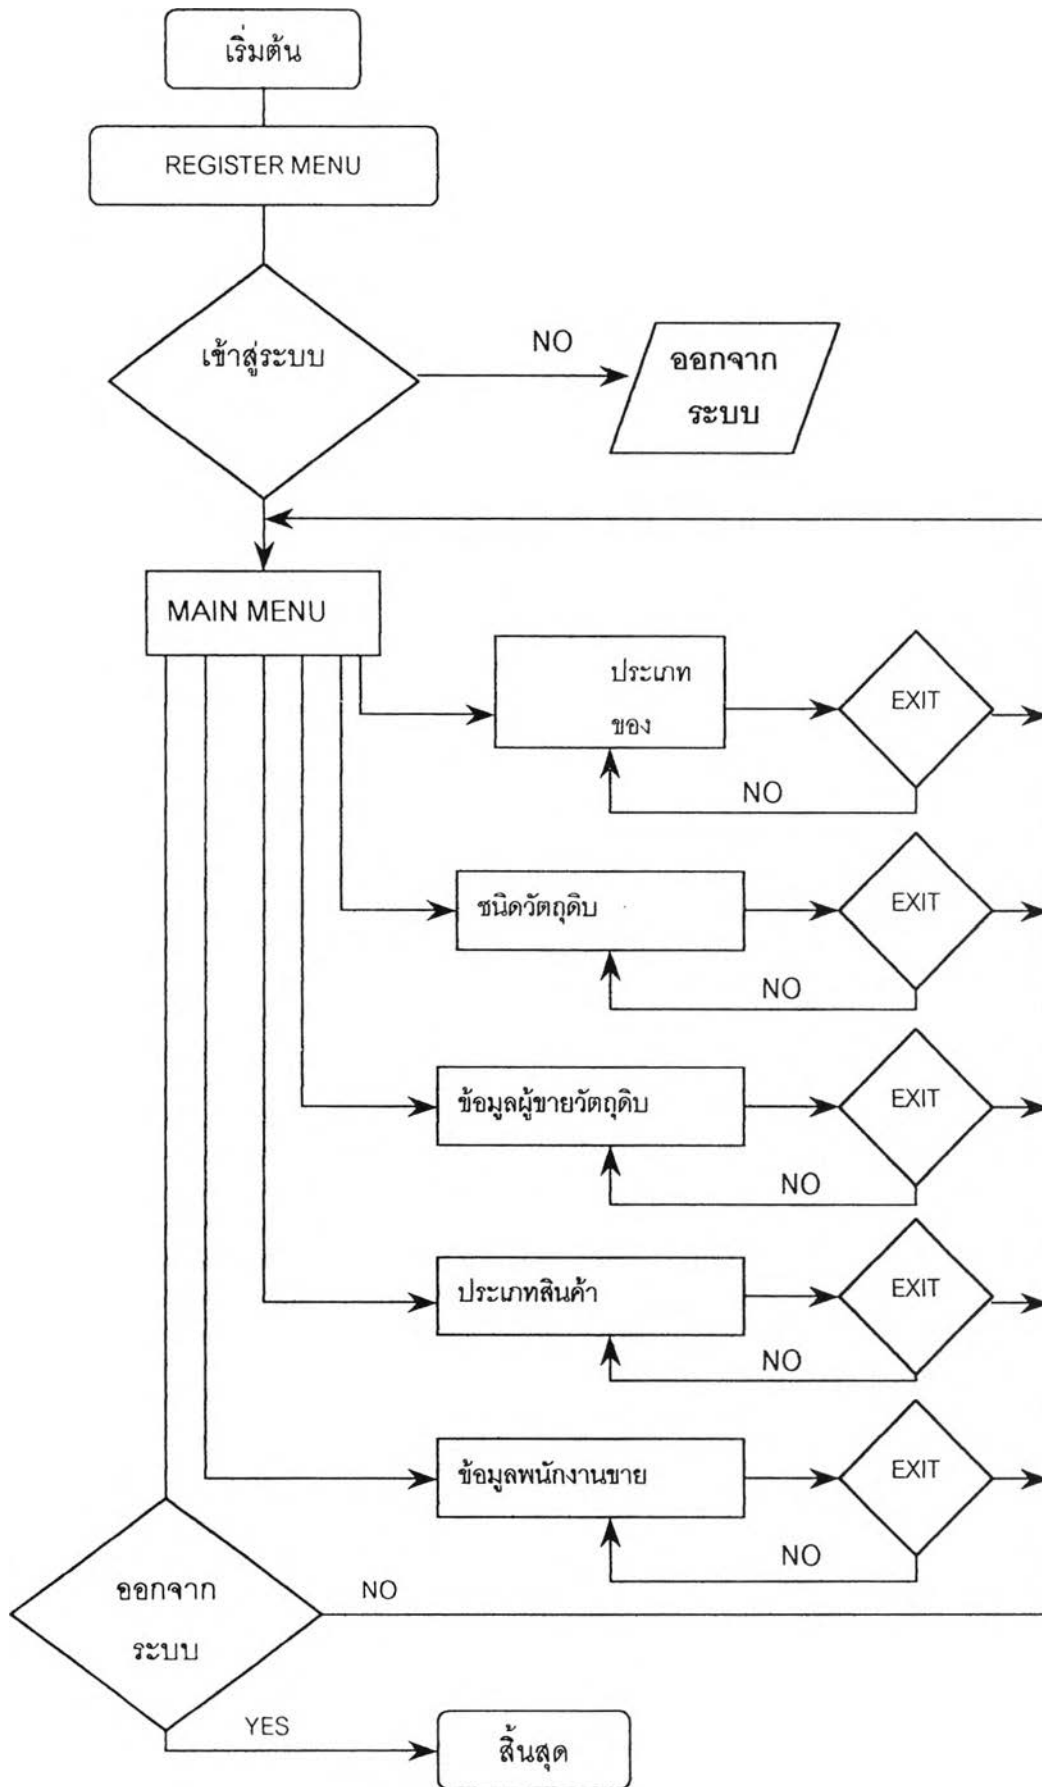 เริ่มต้น
REGISTER MENU
เข้าสู่ระบบ
NO
ออกจาก
ระบบ
MAIN MENU
ประเภท
ของ
EXIT
NO
ชนิดวัตถุดิบ
EXIT
NO
ข้อมูลผู้ขายวัตถุดิบ
EXIT
NO
ประเภทสินค้า
EXIT
NO
ข้อมูลพนักงานขาย
EXIT
NO
ออกจาก
ระบบ
NO
YES
สิ้นสุด